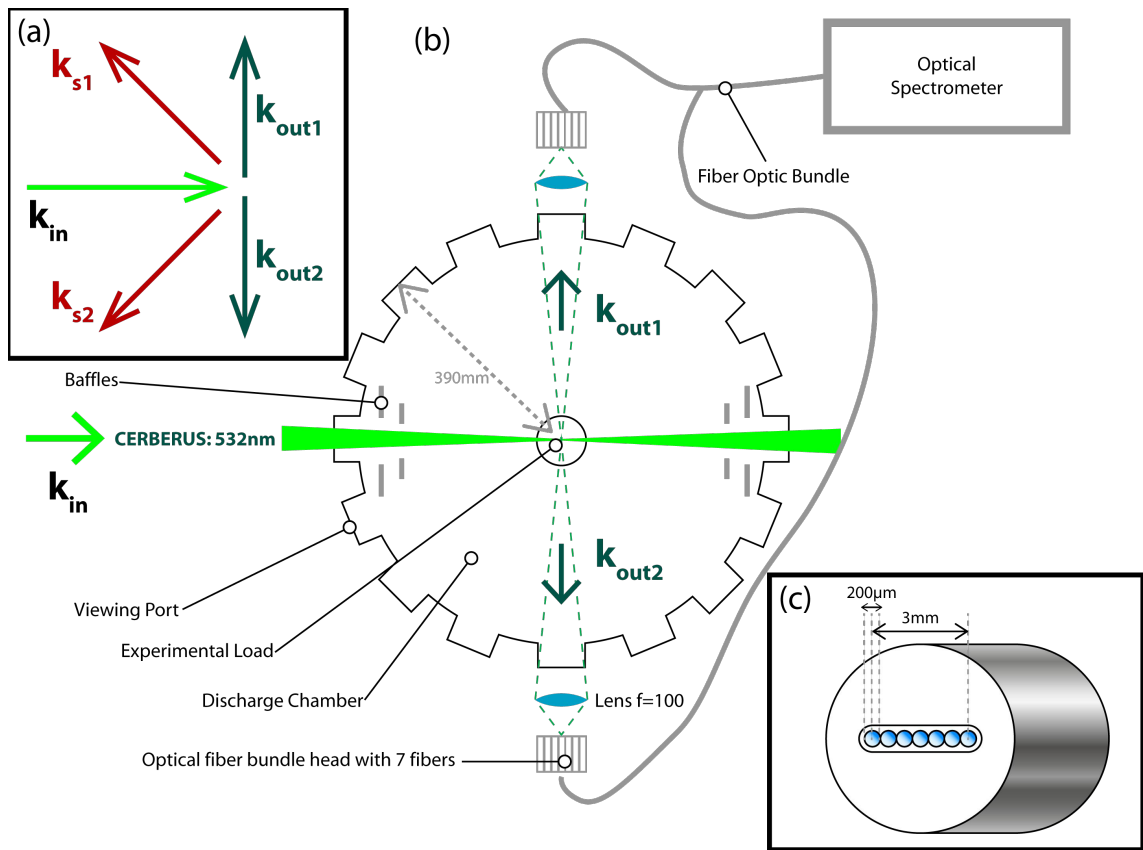 (a)
k s1
k out1
k in
k out2
k s2
(b)
Optical
Spectrometer
Fiber Optic Bundle
k out1
390mm
Baffles
CERBERUS: 532nm
k in
k out2
Viewing Port
Experimental Load
Discharge Chamber
Lens f=100
Optical fiber bundle head with 7 fibers
(c)
200μm
3mm